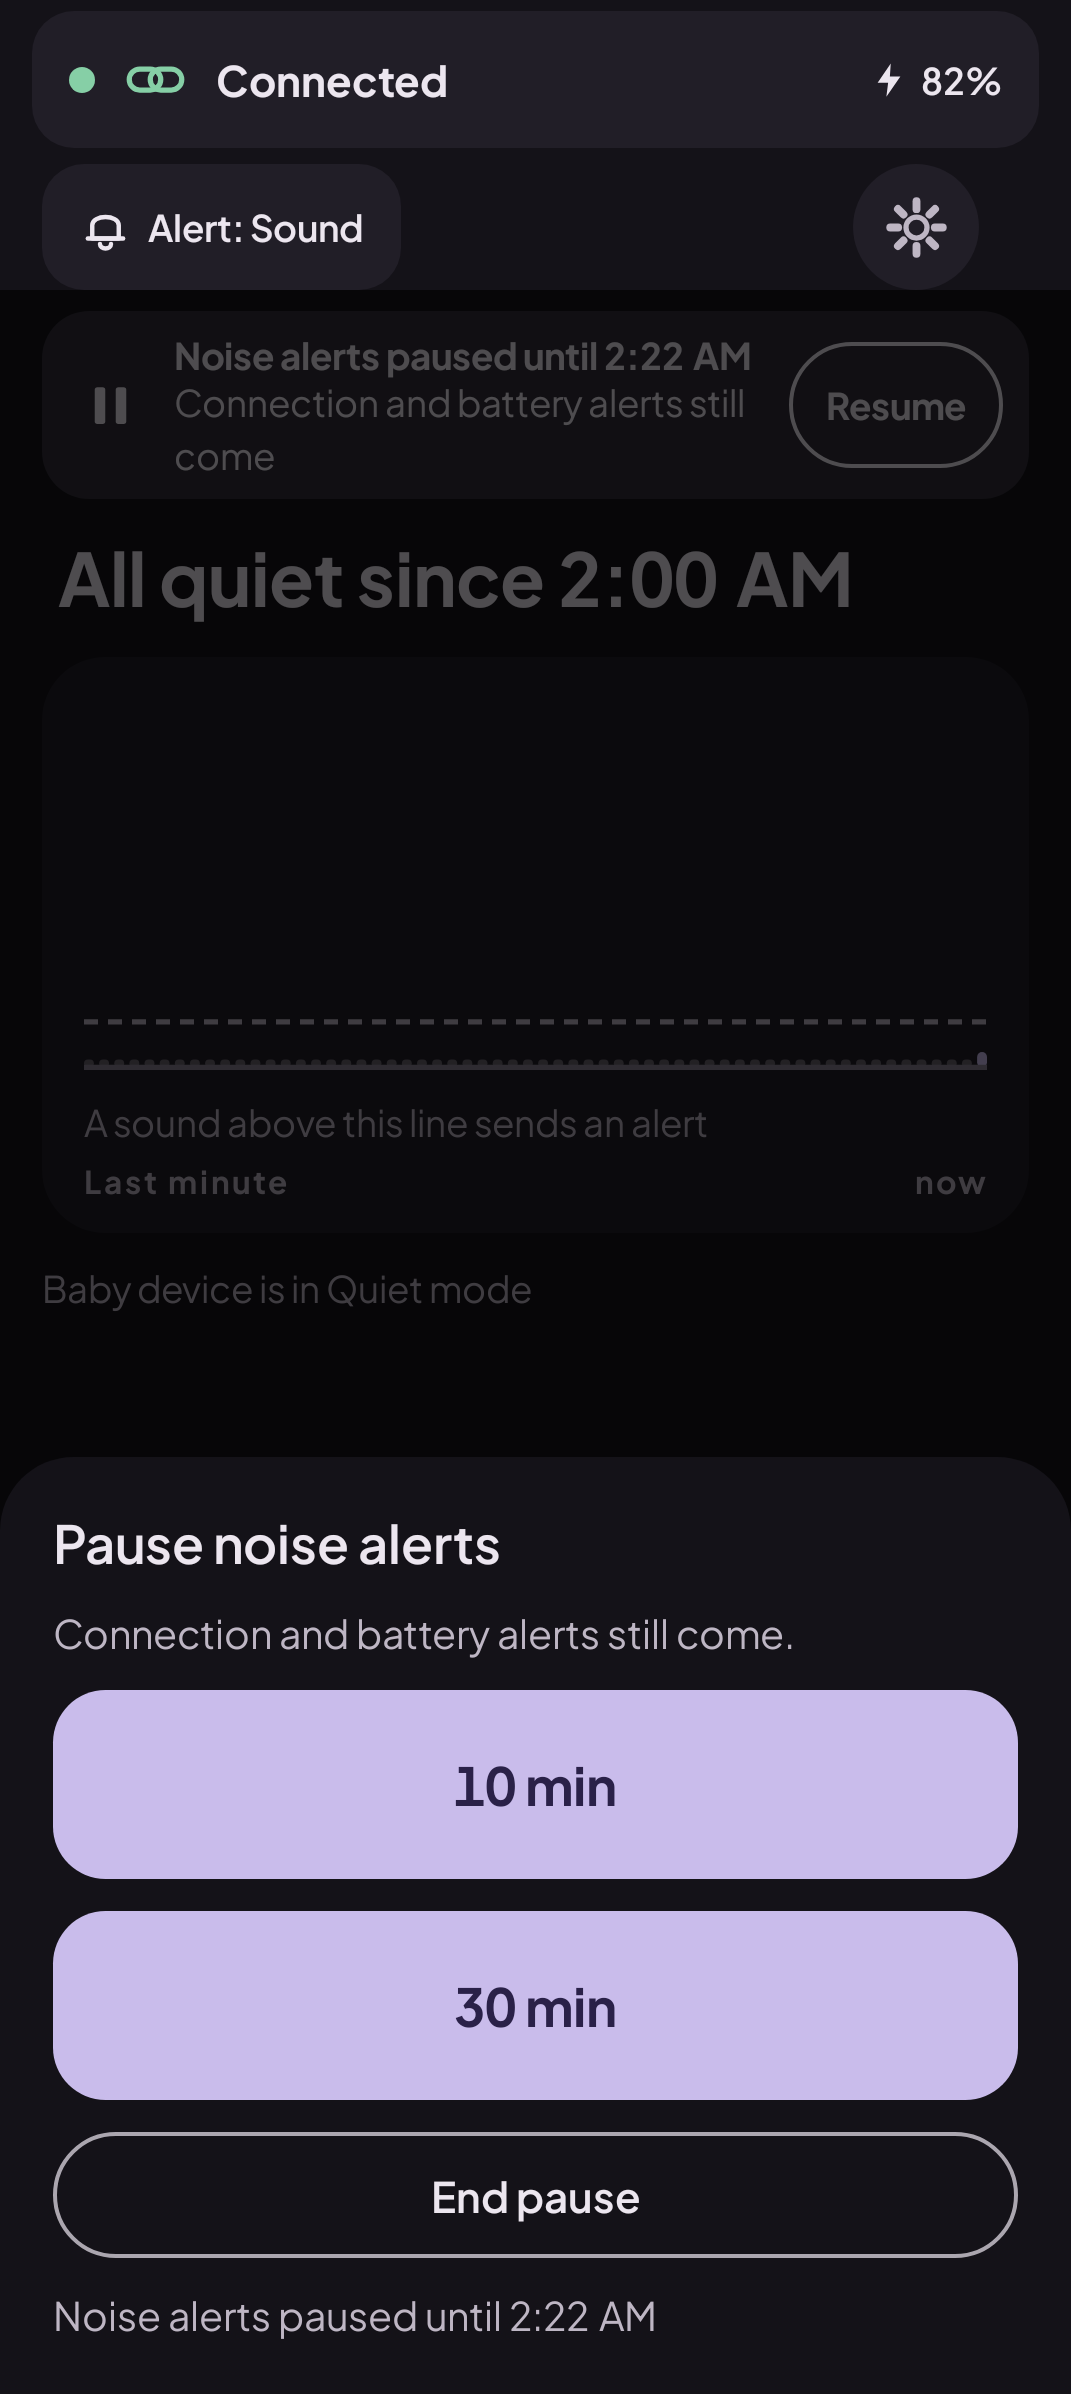 Connected
82%
Alert: Sound
Noise alerts paused until 2:22 AM
Connection and battery alerts still
come
Resume
All quiet since 2:00 AM
A sound above this line sends an alert
Last minute
now
Baby device is in Quiet mode
Pause noise alerts
Connection and battery alerts still come.
10 min
30 min
End pause
Noise alerts paused until 2:22 AM